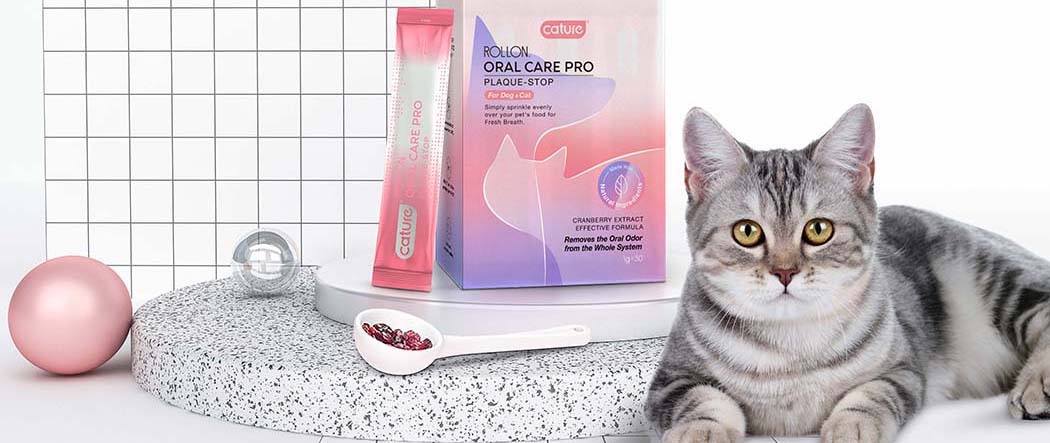 cature
ROLLON
ORAL CARE PRO
PLAQUE-STOP
For Dog & Cat
Simply sprinkle evenly
over your pet's food for
Fresh Breath.
Natural Ingredients
CRANBERRY EXTRACT
EFFECTIVE FORMULA
Removes the Oral Odor
from the Whole System
1g×30
ORAL CARE PRO
cature